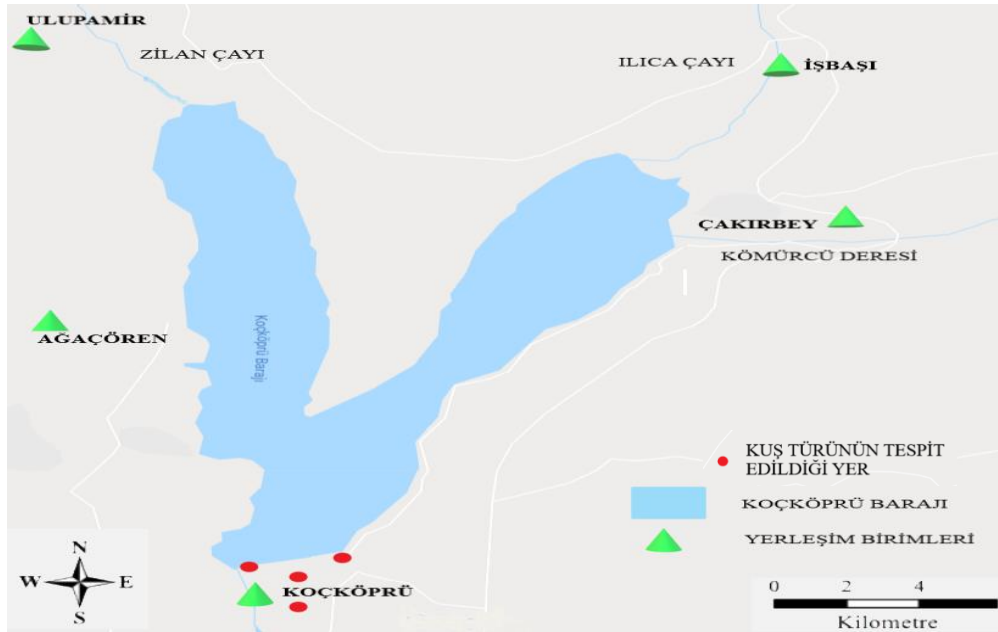 ULUPAMİR
ZİLAN ÇAYI
ILICA ÇAYI
İŞBAŞI
ÇAKIRBEY
KÖMÜRCÜ DERESİ
AĞAÇÖREN
Koçköprü Barajı
KUŞ TÜRÜNÜN TESPİT
EDİLDİĞİ YER
KOÇKÖPRÜ BARAJI
YERLEŞİM BİRİMLERİ
KOÇKÖPRÜ
N
W E
S
0 2 4
Kilometre